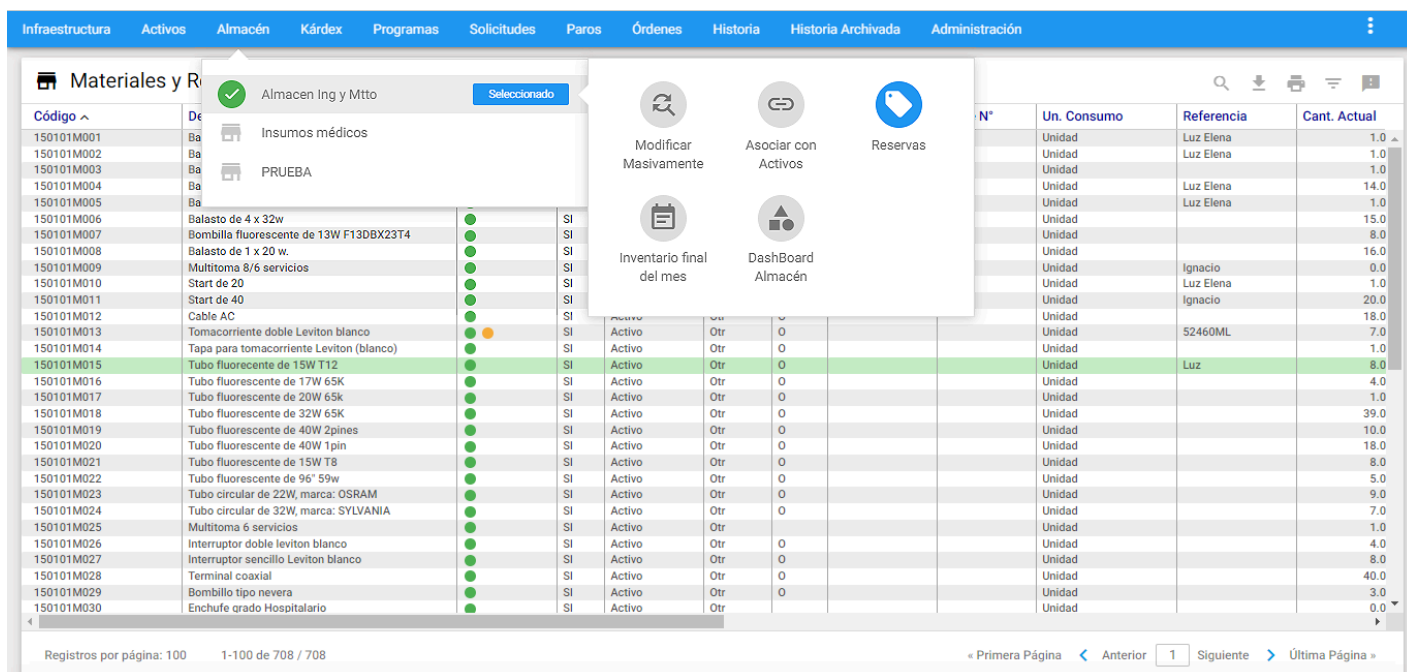 Infraestructura Activos Almacén Kárdex Programas Solicitudes Paros Órdenes Historia Historia Archivada Administración
Materiales y R
Almacen Ing y Mtto Seleccionado
Insumos médicos
PRUEBA
Modificar Masivamente
Asociar con Activos
Reservas
Inventario final del mes
DashBoard Almacén
Código De N° Un. Consumo Referencia Cant. Actual
150101M001 Ba Unidad Luz Elena 1.0
150101M002 Ba Unidad Luz Elena 1.0
150101M003 Ba Unidad 1.0
150101M004 Ba Unidad Luz Elena 14.0
150101M005 Ba Unidad Luz Elena 1.0
150101M006 Balasto de 4 x 32w SI Unidad 15.0
150101M007 Bombilla fluorescente de 13W F13DBX23T4 SI Unidad 8.0
150101M008 Balasto de 1 x 20 w. SI Unidad 16.0
150101M009 Multitoma 8/6 servicios SI Unidad Ignacio 0.0
150101M010 Start de 20 SI Unidad Luz Elena 1.0
150101M011 Start de 40 SI Unidad Ignacio 20.0
150101M012 Cable AC SI Activo Otr O Unidad 18.0
150101M013 Tomacorriente doble Leviton blanco SI Activo Otr O Unidad 52460ML 7.0
150101M014 Tapa para tomacorriente Leviton (blanco) SI Activo Otr O Unidad 1.0
150101M015 Tubo fluorecente de 15W T12 SI Activo Otr O Unidad Luz 8.0
150101M016 Tubo fluorescente de 17W 65K SI Activo Otr O Unidad 4.0
150101M017 Tubo fluorescente de 20W 65k SI Activo Otr O Unidad 1.0
150101M018 Tubo fluorescente de 32W 65K SI Activo Otr O Unidad 39.0
150101M019 Tubo fluorescente de 40W 2pines SI Activo Otr O Unidad 10.0
150101M020 Tubo fluorescente de 40W 1pin SI Activo Otr O Unidad 18.0
150101M021 Tubo fluorescente de 15W T8 SI Activo Otr O Unidad 8.0
150101M022 Tubo fluorescente de 96" 59w SI Activo Otr O Unidad 5.0
150101M023 Tubo circular de 22W, marca: OSRAM SI Activo Otr O Unidad 9.0
150101M024 Tubo circular de 32W, marca: SYLVANIA SI Activo Otr O Unidad 7.0
150101M025 Multitoma 6 servicios SI Activo Otr Unidad 1.0
150101M026 Interruptor doble leviton blanco SI Activo Otr O Unidad 4.0
150101M027 Interruptor sencillo Leviton blanco SI Activo Otr O Unidad 8.0
150101M028 Terminal coaxial SI Activo Otr O Unidad 40.0
150101M029 Bombillo tipo nevera SI Activo Otr O Unidad 3.0
150101M030 Enchufe grado Hospitalario SI Activo Otr Unidad 0.0
Registros por página: 100 1-100 de 708 / 708 « Primera Página Anterior 1 Siguiente Última Página »